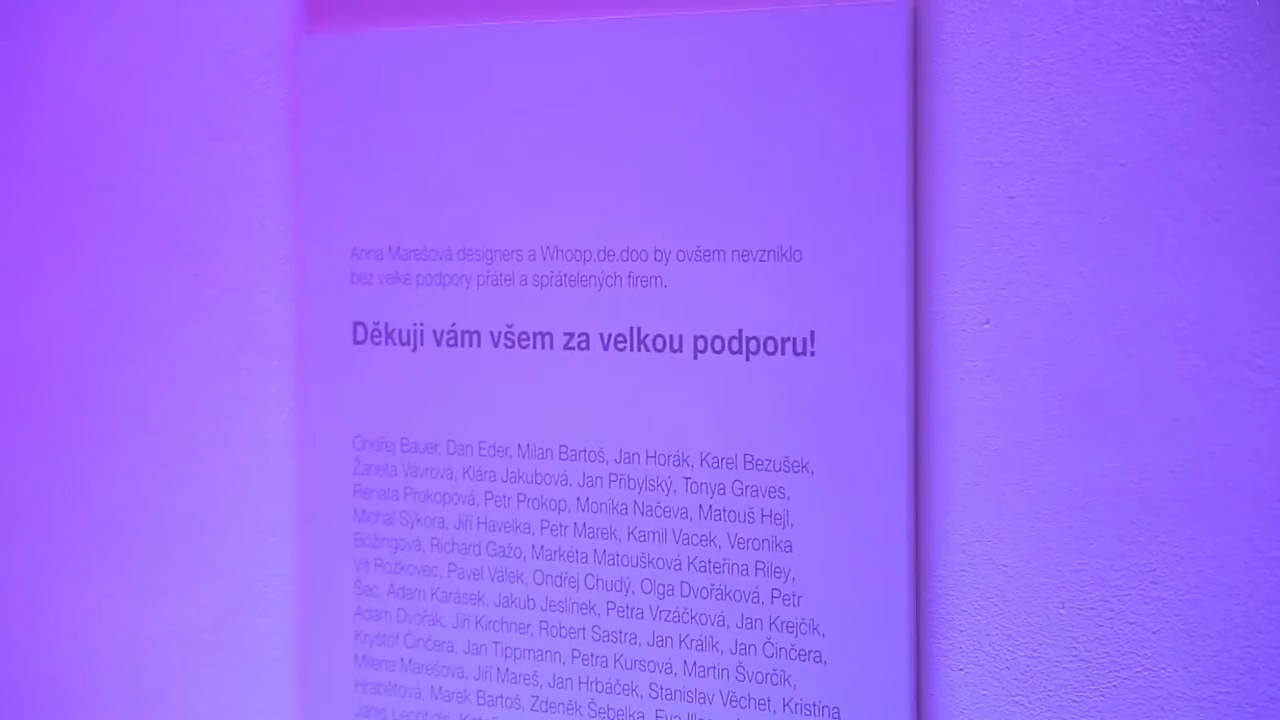 Anna Marešová designers a Whoop.de.doo by ovšem nevzniklo
bez velké podpory přátel a spřátelených firem.
Děkuji vám všem za velkou podporu!
Ondřej Bauer, Dan Eder, Milan Bartoš, Jan Horák, Karel Bezušek,
Žaneta Vávrová, Klára Jakubová, Jan Přibylský, Tonya Graves,
Renata Prokopová, Petr Prokop, Monika Načeva, Matouš Hejl,
Michal Sýkora, Jiří Havelka, Petr Marek, Kamil Vacek, Veronika
Božingová, Richard Gažo, Markéta Matoušková Kateřina Riley,
Vít Rozkovec, Pavel Válek, Ondřej Chudý, Olga Dvořáková, Petr
Šec, Adam Karásek, Jakub Jeslínek, Petra Vrzáčková, Jan Krejčík,
Adam Dvořák, Jiří Kirchner, Robert Sastra, Jan Králík, Jan Činčera,
Kryštof Činčera, Jan Tippmann, Petra Kursová, Martin Švorčík,
Milena Marešová, Jiří Mareš, Jan Hrbáček, Stanislav Věchet, Kristína
Hrabětová, Marek Bartoš, Zdeněk Šebelka, Eva